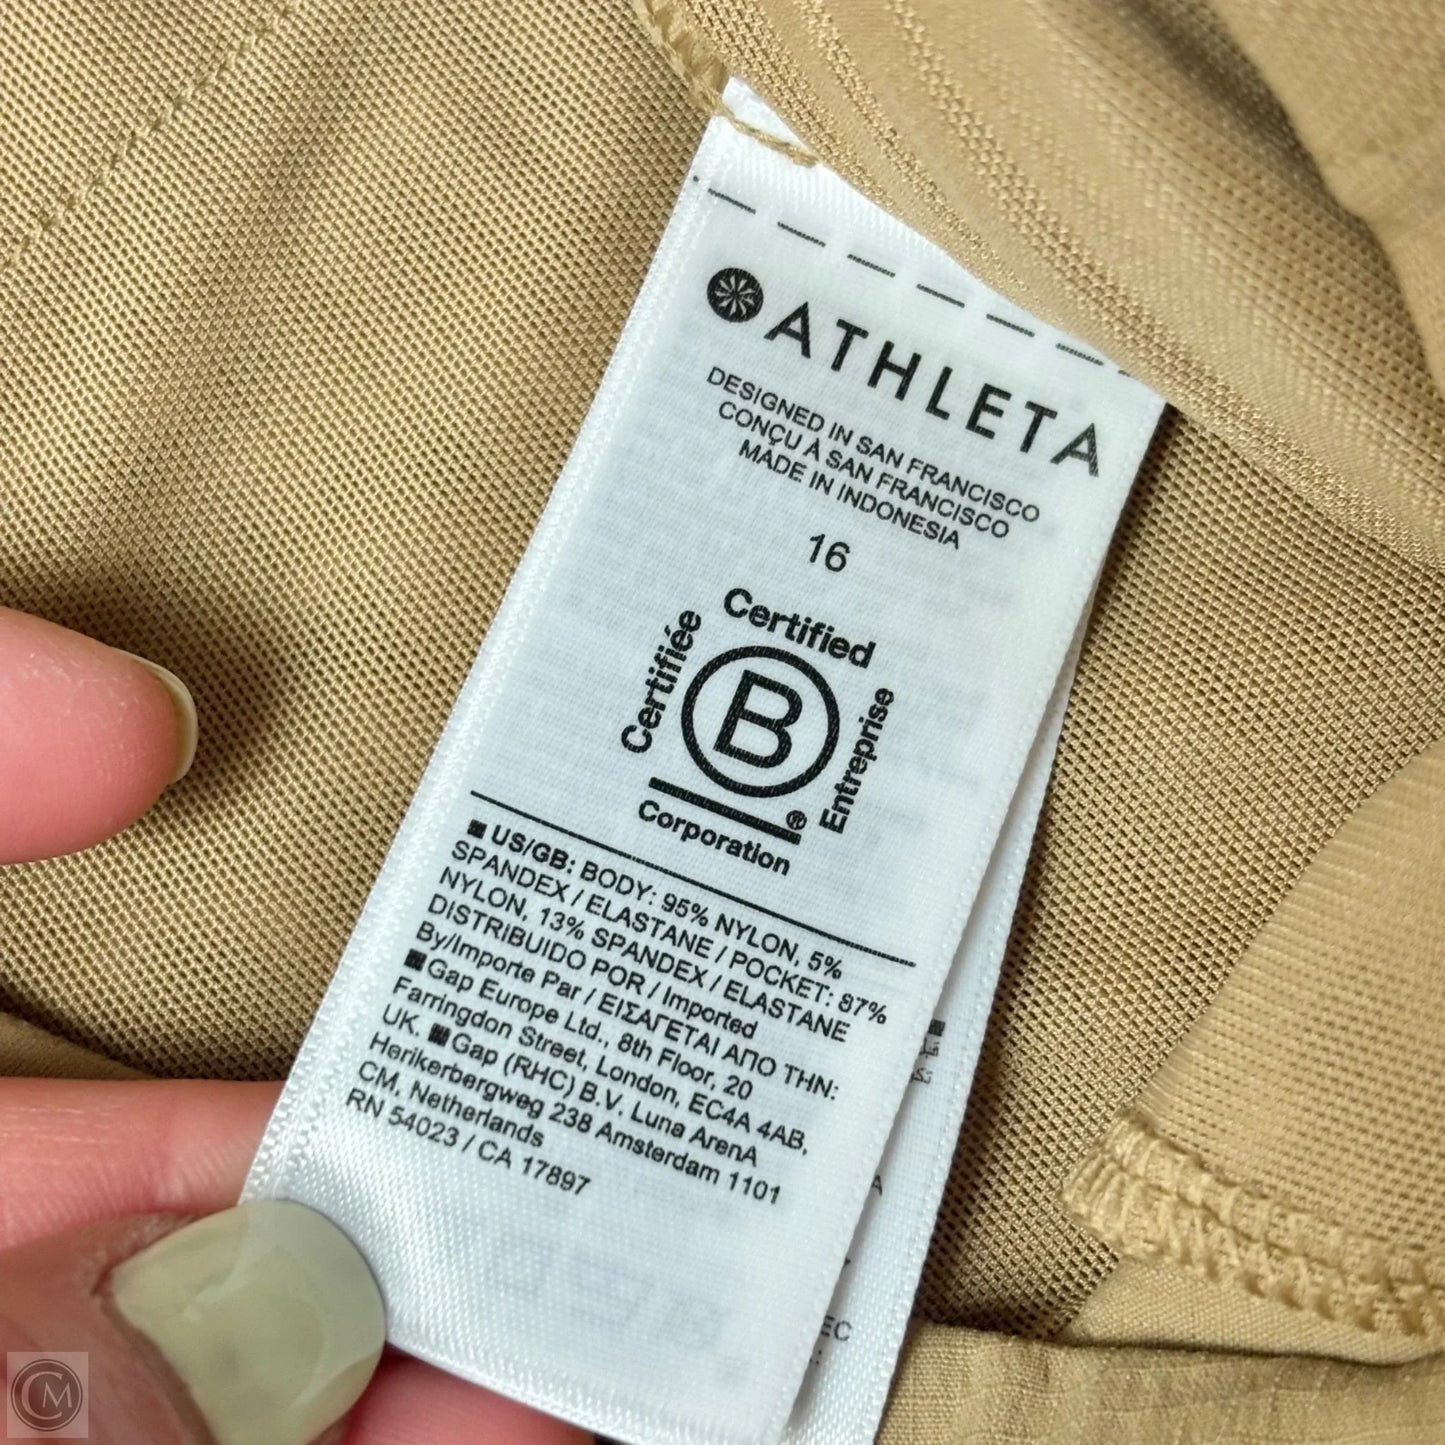 ATHLETA
DESIGNED IN SAN FRANCISCO
CONÇU À SAN FRANCISCO
MADE IN INDONESIA
16
Certified
Certifiée
B
Entreprise
®
Corporation
US/GB: BODY: 95% NYLON, 5%
SPANDEX / ELASTANE / POCKET: 87%
NYLON, 13% SPANDEX / ELASTANE
DISTRIBUIDO POR / Imported
By/Importe Par / ΕΙΣΑΓΕΤΑΙ ΑΠΟ ΤΗΝ:
Gap Europe Ltd., 8th Floor, 20
Farringdon Street, London, EC4A 4AB,
UK. Gap (RHC) B.V. Luna ArenA
Herikerbergweg 238 Amsterdam 1101
CM, Netherlands
RN 54023 / CA 17897
EC
CM